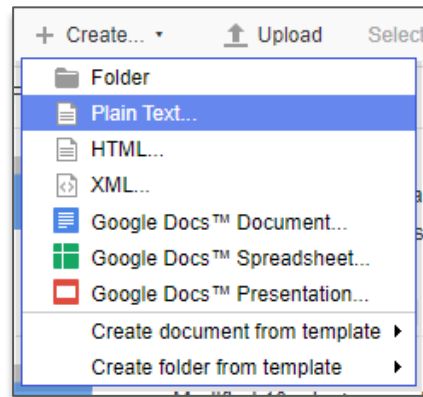 + Create... Upload Select
Folder
Plain Text...
HTML...
XML...
Google Docs™ Document...
Google Docs™ Spreadsheet...
Google Docs™ Presentation...
Create document from template
Create folder from template